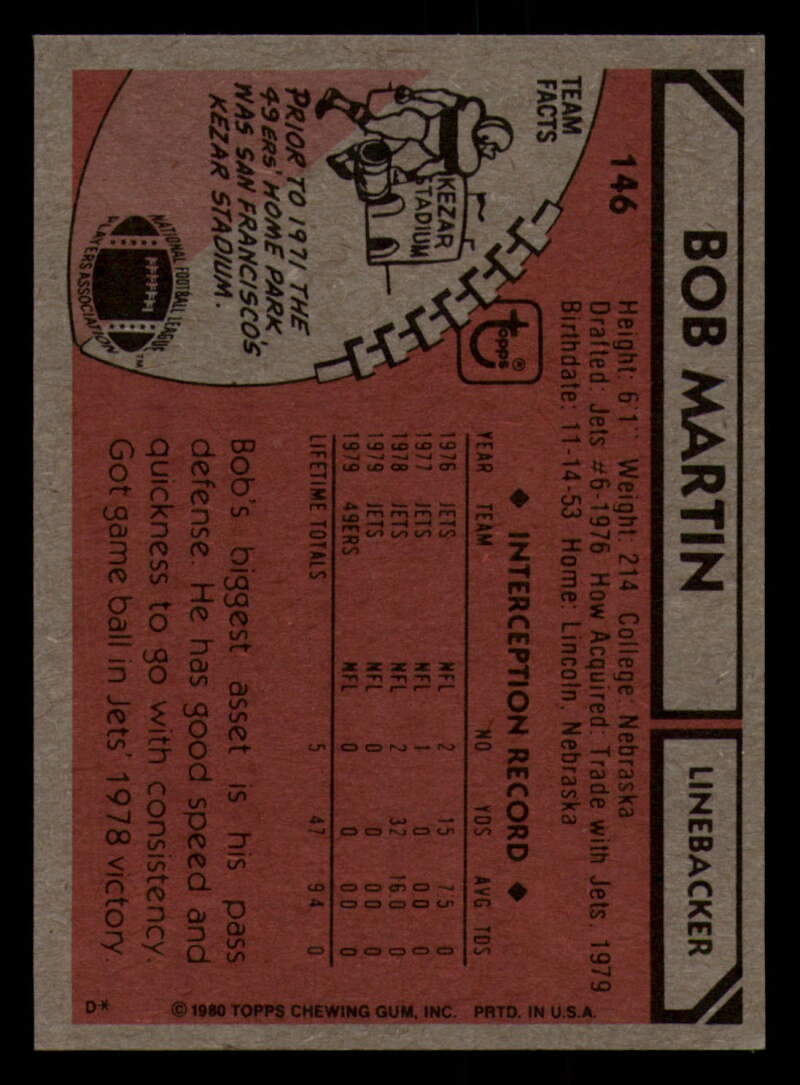 146
BOB MARTIN
LINEBACKER
Height: 6'1" Weight: 214 College: Nebraska
Drafted: Jets #6-1976 How Acquired: Trade with Jets, 1979
Birthdate: 11-14-53 Home: Lincoln, Nebraska
TEAM
FACTS
KEZAR
STADIUM
PRIOR TO 1971 THE
49ERS' HOME PARK
WAS SAN FRANCISCO'S
KEZAR STADIUM.
NATIONAL FOOTBALL LEAGUE
PLAYERS ASSOCIATION
TM
topps®
◆ INTERCEPTION RECORD ◆
YEAR TEAM NO YDS AVG TDS
1976 JETS NFL 2 15 7.5 0
1977 JETS NFL 1 0 0.0 0
1978 JETS NFL 2 32 16.0 0
1979 JETS NFL 0 0 0.0 0
1979 49ERS NFL 0 0 0.0 0
LIFETIME TOTALS 5 47 9.4 0
Bob's biggest asset is his pass
defense. He has good speed and
quickness to go with consistency.
Got game ball in Jets' 1978 victory.
D*
© 1980 TOPPS CHEWING GUM, INC. PRTD. IN U.S.A.